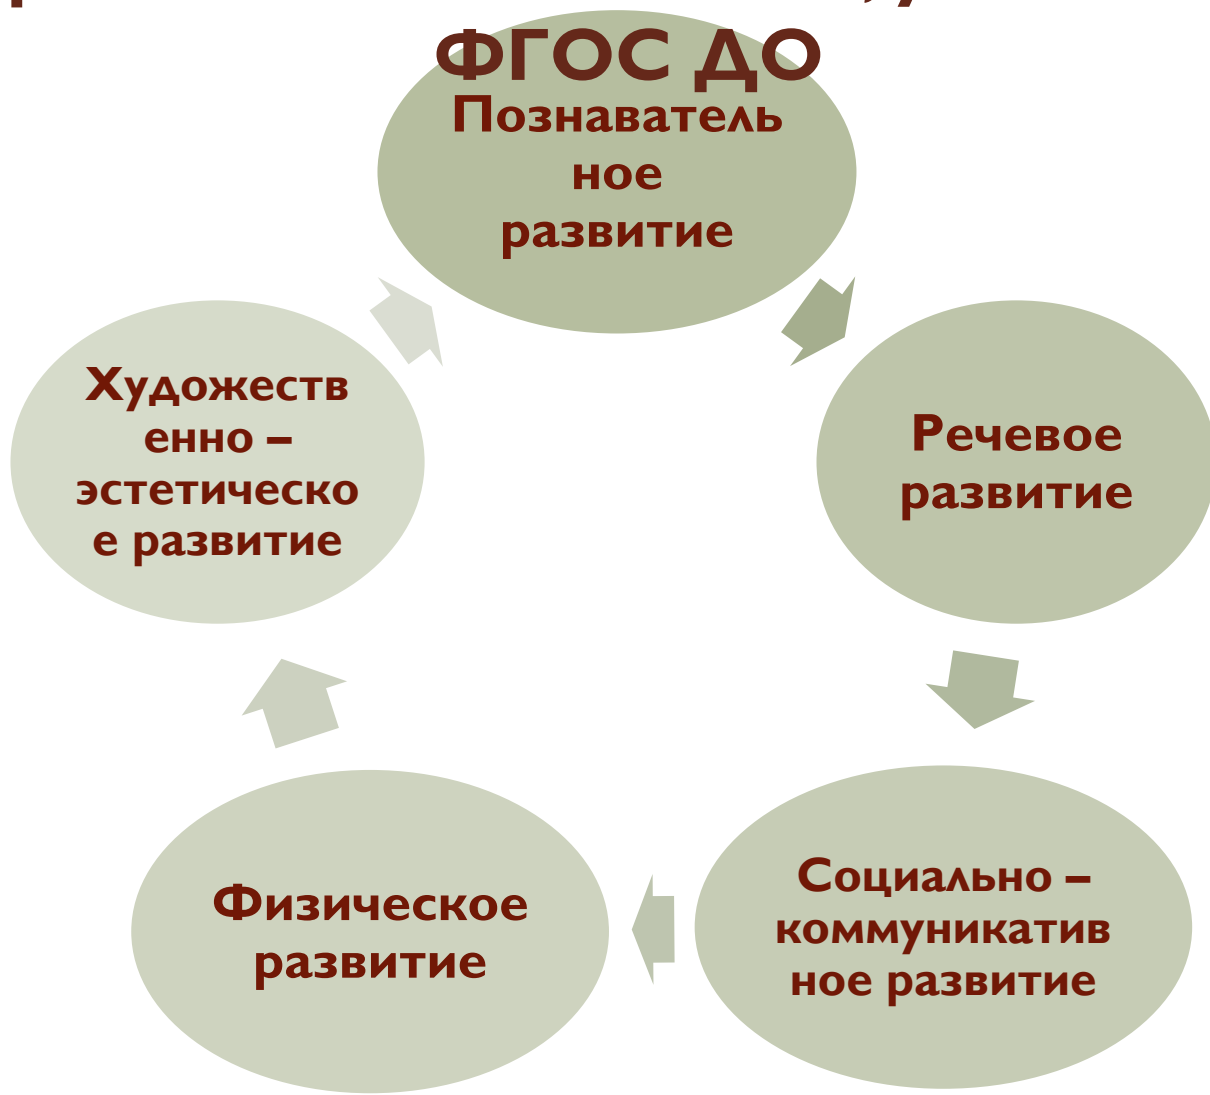 ФГОС ДО
Познаватель
ное
развитие
Речевое
развитие
Социально –
коммуникатив
ное развитие
Физическое
развитие
Художеств
енно –
эстетическо
е развитие